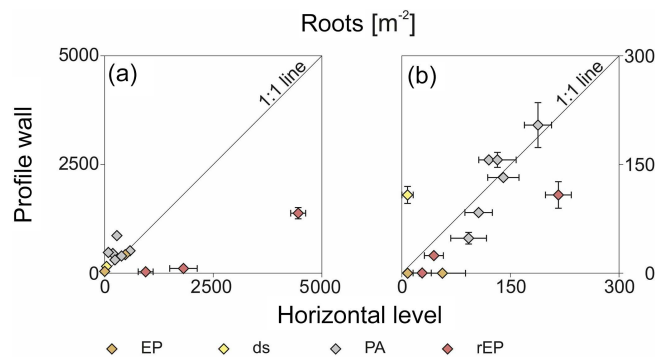 Roots [m⁻²]
(a)
1:1 line
(b)
1:1 line
Profile wall
5000
2500
0
0
2500
5000
300
150
0
0
150
300
Horizontal level
EP
ds
PA
rEP